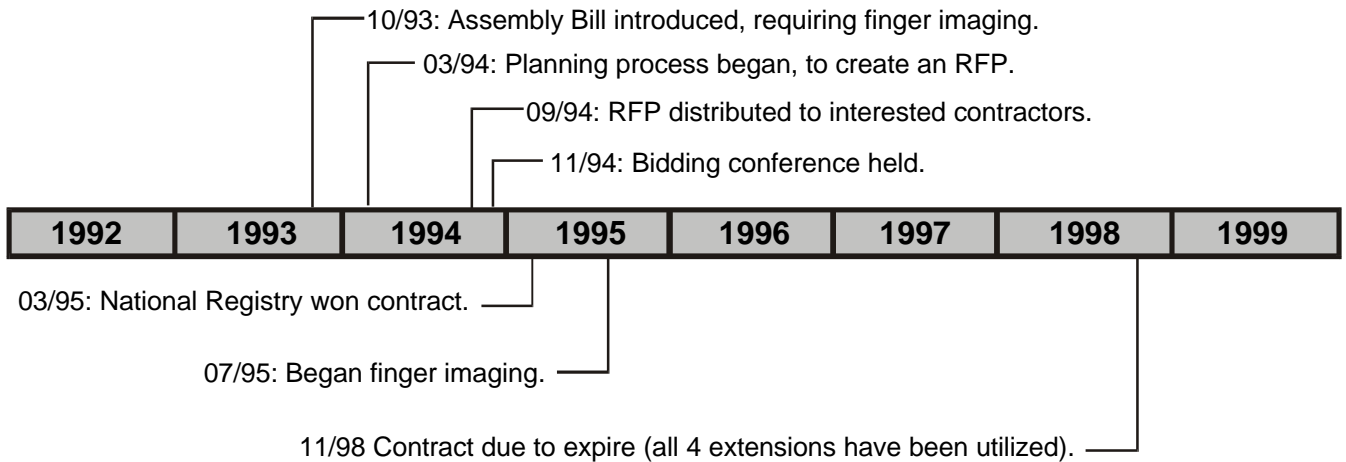 10/93: Assembly Bill introduced, requiring finger imaging.
03/94: Planning process began, to create an RFP.
09/94: RFP distributed to interested contractors.
11/94: Bidding conference held.
1992 1993 1994 1995 1996 1997 1998 1999
03/95: National Registry won contract.
07/95: Began finger imaging.
11/98 Contract due to expire (all 4 extensions have been utilized).